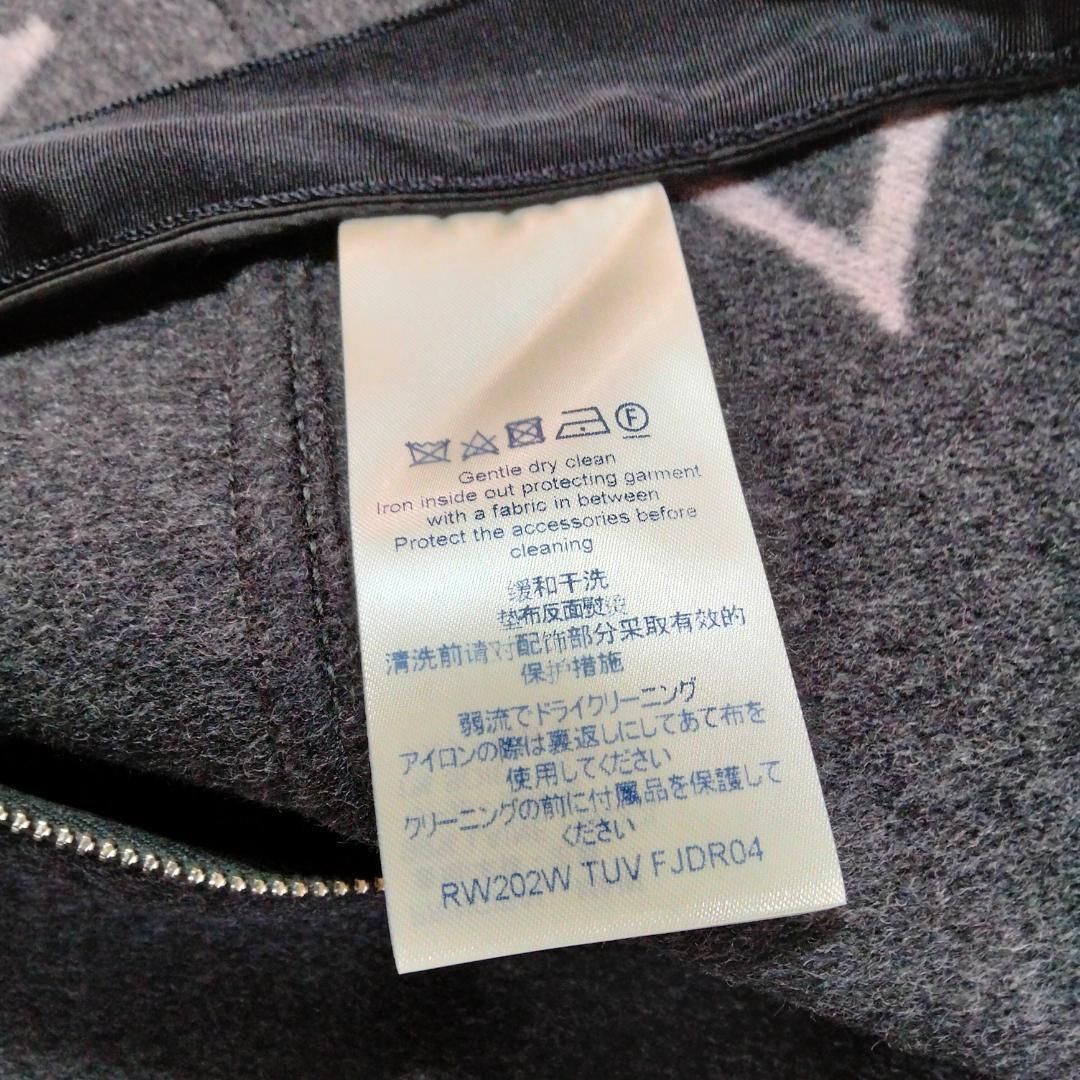 F
Gentle dry clean
Iron inside out protecting garment
with a fabric in between
Protect the accessories before
cleaning
缓和干洗
垫布反面熨烫
清洗前请对配饰部分采取有效的
保护措施
弱流でドライクリーニング
アイロンの際は裏返しにしてあて布を
使用してください
クリーニングの前に付属品を保護して
ください
RW202W TUV FJDR04